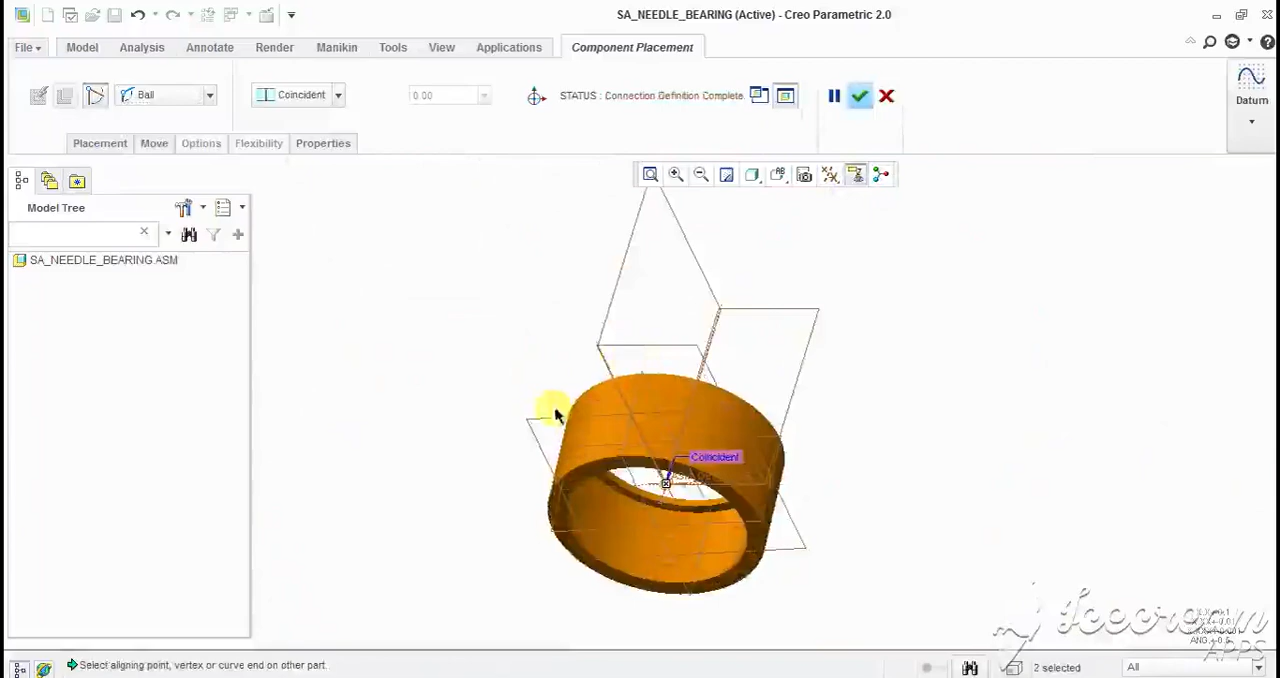 SA_NEEDLE_BEARING (Active) - Creo Parametric 2.0
File Model Analysis Annotate Render Manikin Tools View Applications Component Placement
Ball Coincident 0.00 STATUS : Connection Definition Complete. Datum
Placement Move Options Flexibility Properties
Model Tree
SA_NEEDLE_BEARING.ASM
Coincident
Icecream
APPS
Select aligning point, vertex or curve end on other part. 2 selected All